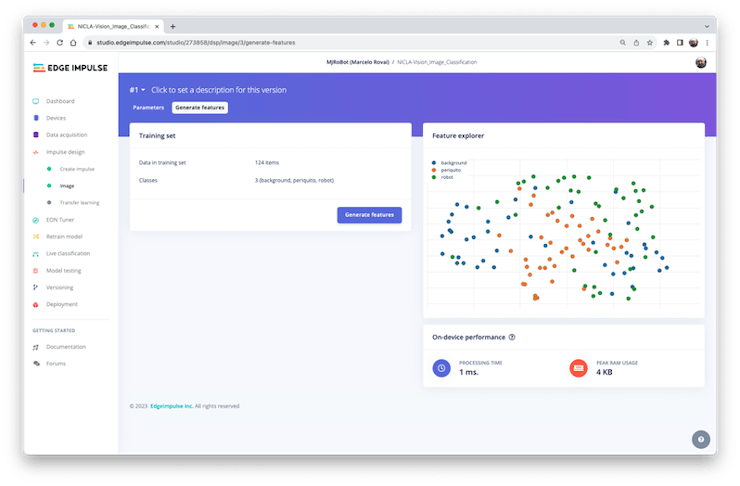 NICLA-Vision_Image_Classific
studio.edgeimpulse.com/studio/273858/dsp/image/3/generate-features
EDGE IMPULSE
MJRoBot (Marcelo Rovai) / NICLA-Vision_Image_Classification
#1 Click to set a description for this version
Parameters Generate features
Dashboard
Devices
Data acquisition
Impulse design
Create impulse
Image
Transfer learning
EON Tuner
Retrain model
Live classification
Model testing
Versioning
Deployment
GETTING STARTED
Documentation
Forums
Training set
Data in training set 124 items
Classes 3 (background, periquito, robot)
Generate features
Feature explorer
background
periquito
robot
On-device performance
PROCESSING TIME
1 ms.
PEAK RAM USAGE
4 KB
© 2023 EdgeImpulse Inc. All rights reserved